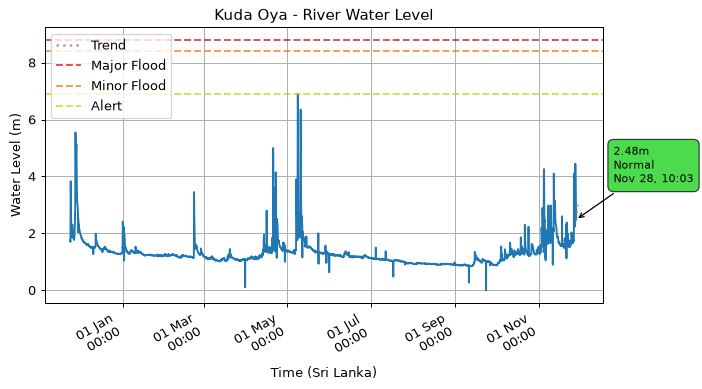 Kuda Oya - River Water Level
Trend
Major Flood
Minor Flood
Alert
Water Level (m)
8
6
4
2
0
2.48m
Normal
Nov 28, 10:03
01 Jan
00:00
01 Mar
00:00
01 May
00:00
01 Jul
00:00
01 Sep
00:00
01 Nov
00:00
Time (Sri Lanka)